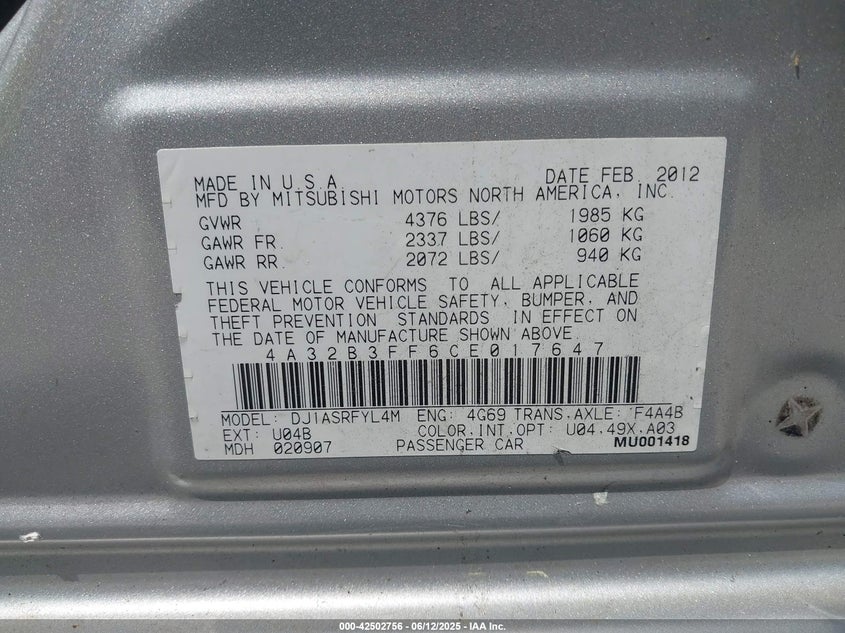 MADE IN U.S.A. DATE FEB. 2012
MFD BY MITSUBISHI MOTORS NORTH AMERICA, INC.
GVWR 4376 LBS/ 1985 KG
GAWR FR. 2337 LBS/ 1060 KG
GAWR RR. 2072 LBS/ 940 KG
THIS VEHICLE CONFORMS TO ALL APPLICABLE
FEDERAL MOTOR VEHICLE SAFETY, BUMPER, AND
THEFT PREVENTION STANDARDS IN EFFECT ON
THE DATE OF MANUFACTURE SHOWN ABOVE.
4A32B3FF6CE017647
MODEL: DJ1ASRFYL4M ENG: 4G69 TRANS.AXLE: F4A4B
EXT: U04B COLOR.INT.OPT: U04.49X.A03
MDH 020907 PASSENGER CAR MU001418
000-42502756 - 06/12/2025 - IAA Inc.